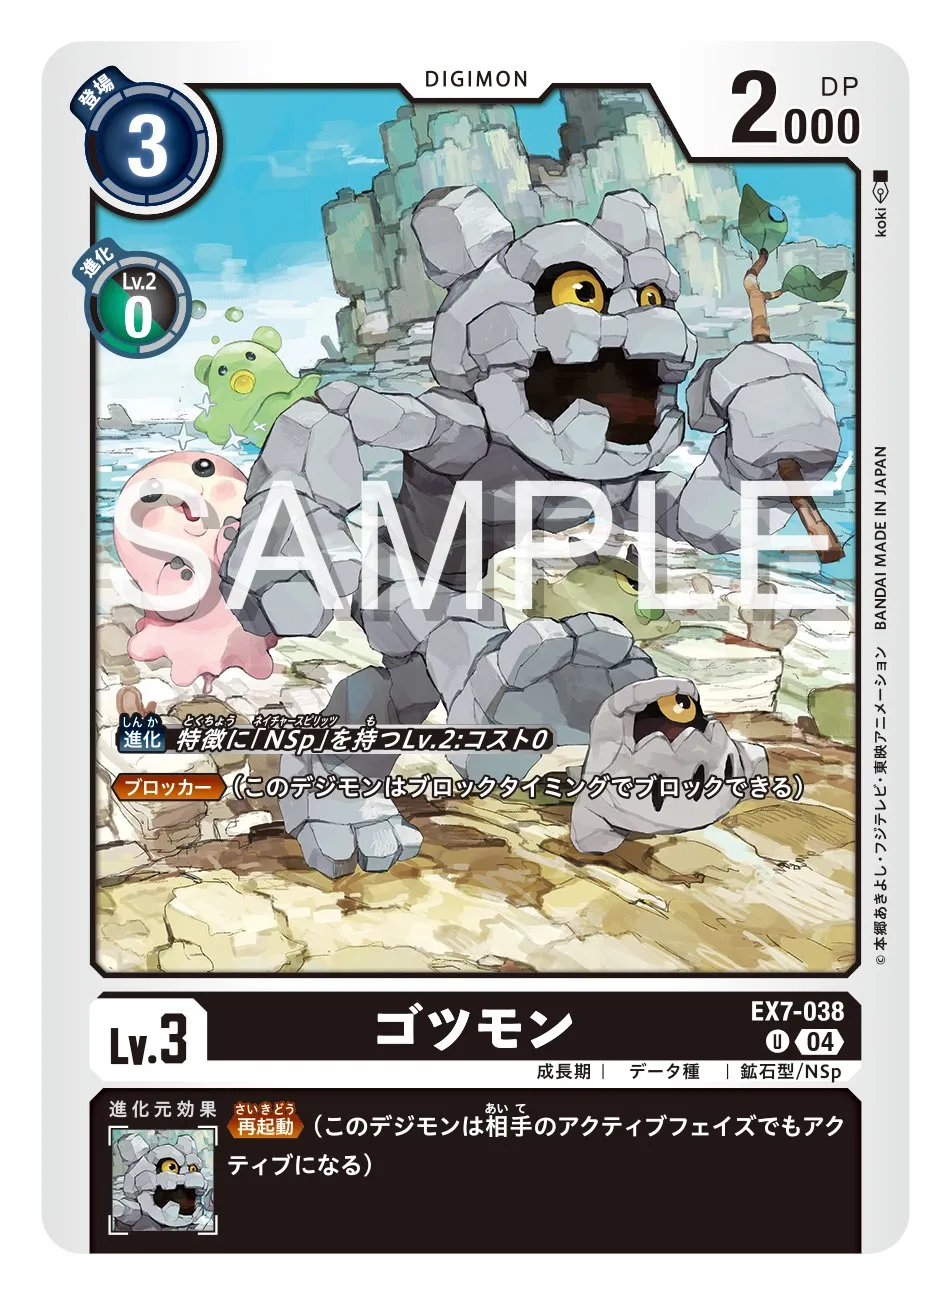 DIGIMON
登場
3
2000
DP
進化
Lv.2
0
koki
SAMPLE
しんか とくちょう ネイチャースピリッツ も
進化 特徴に「NSp」を持つLv.2:コスト0
ブロッカー (このデジモンはブロックタイミングでブロックできる)
©本郷あきよし・フジテレビ・東映アニメーション BANDAI MADE IN JAPAN
Lv.3
ゴツモン
EX7-038
U 04
成長期 | データ種 | 鉱石型/NSp
進化元効果
さいきどう あいて
再起動 (このデジモンは相手のアクティブフェイズでもアク
ティブになる)